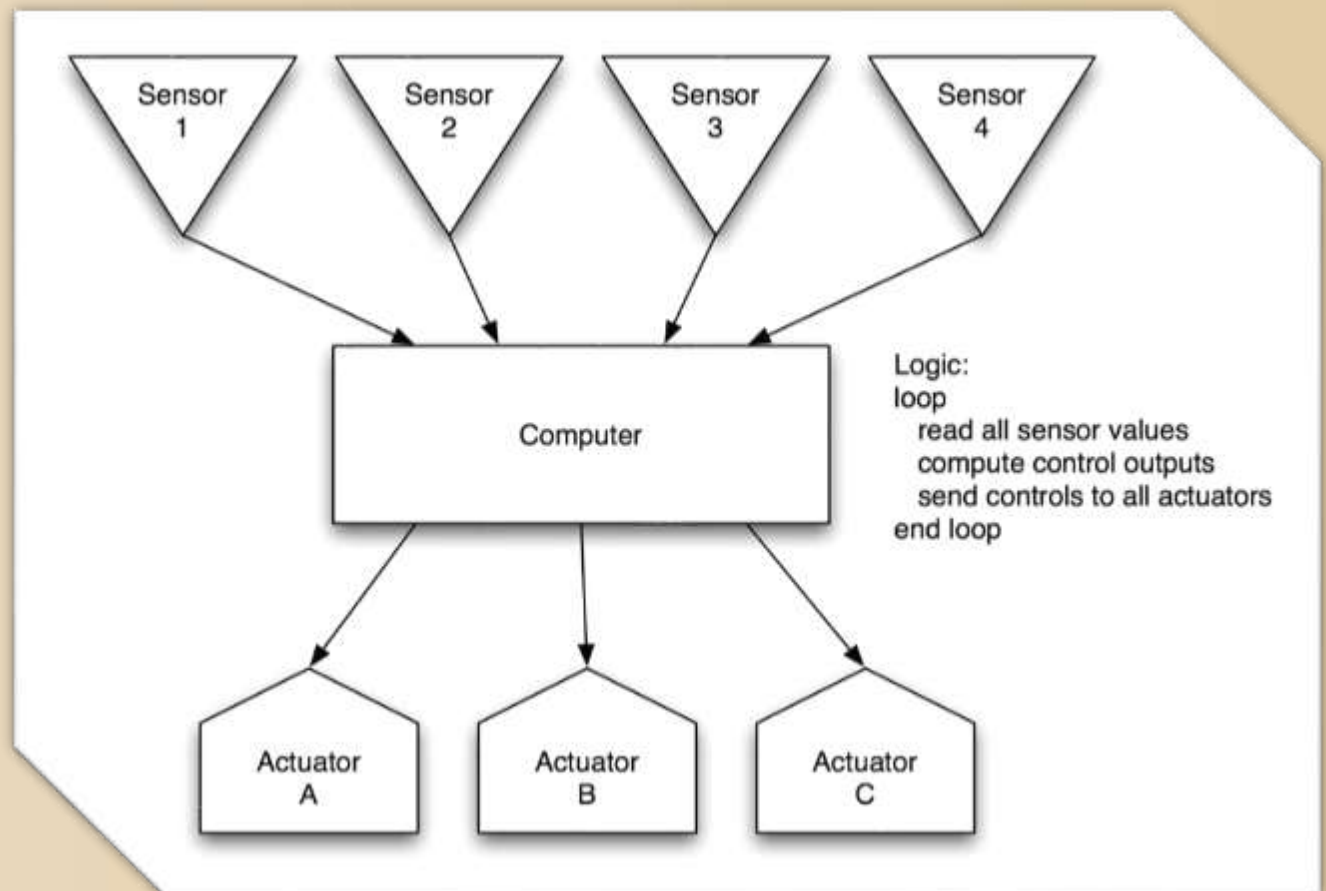 Sensor
1
Sensor
2
Sensor
3
Sensor
4
Computer
Logic:
loop
read all sensor values
compute control outputs
send controls to all actuators
end loop
Actuator
A
Actuator
B
Actuator
C